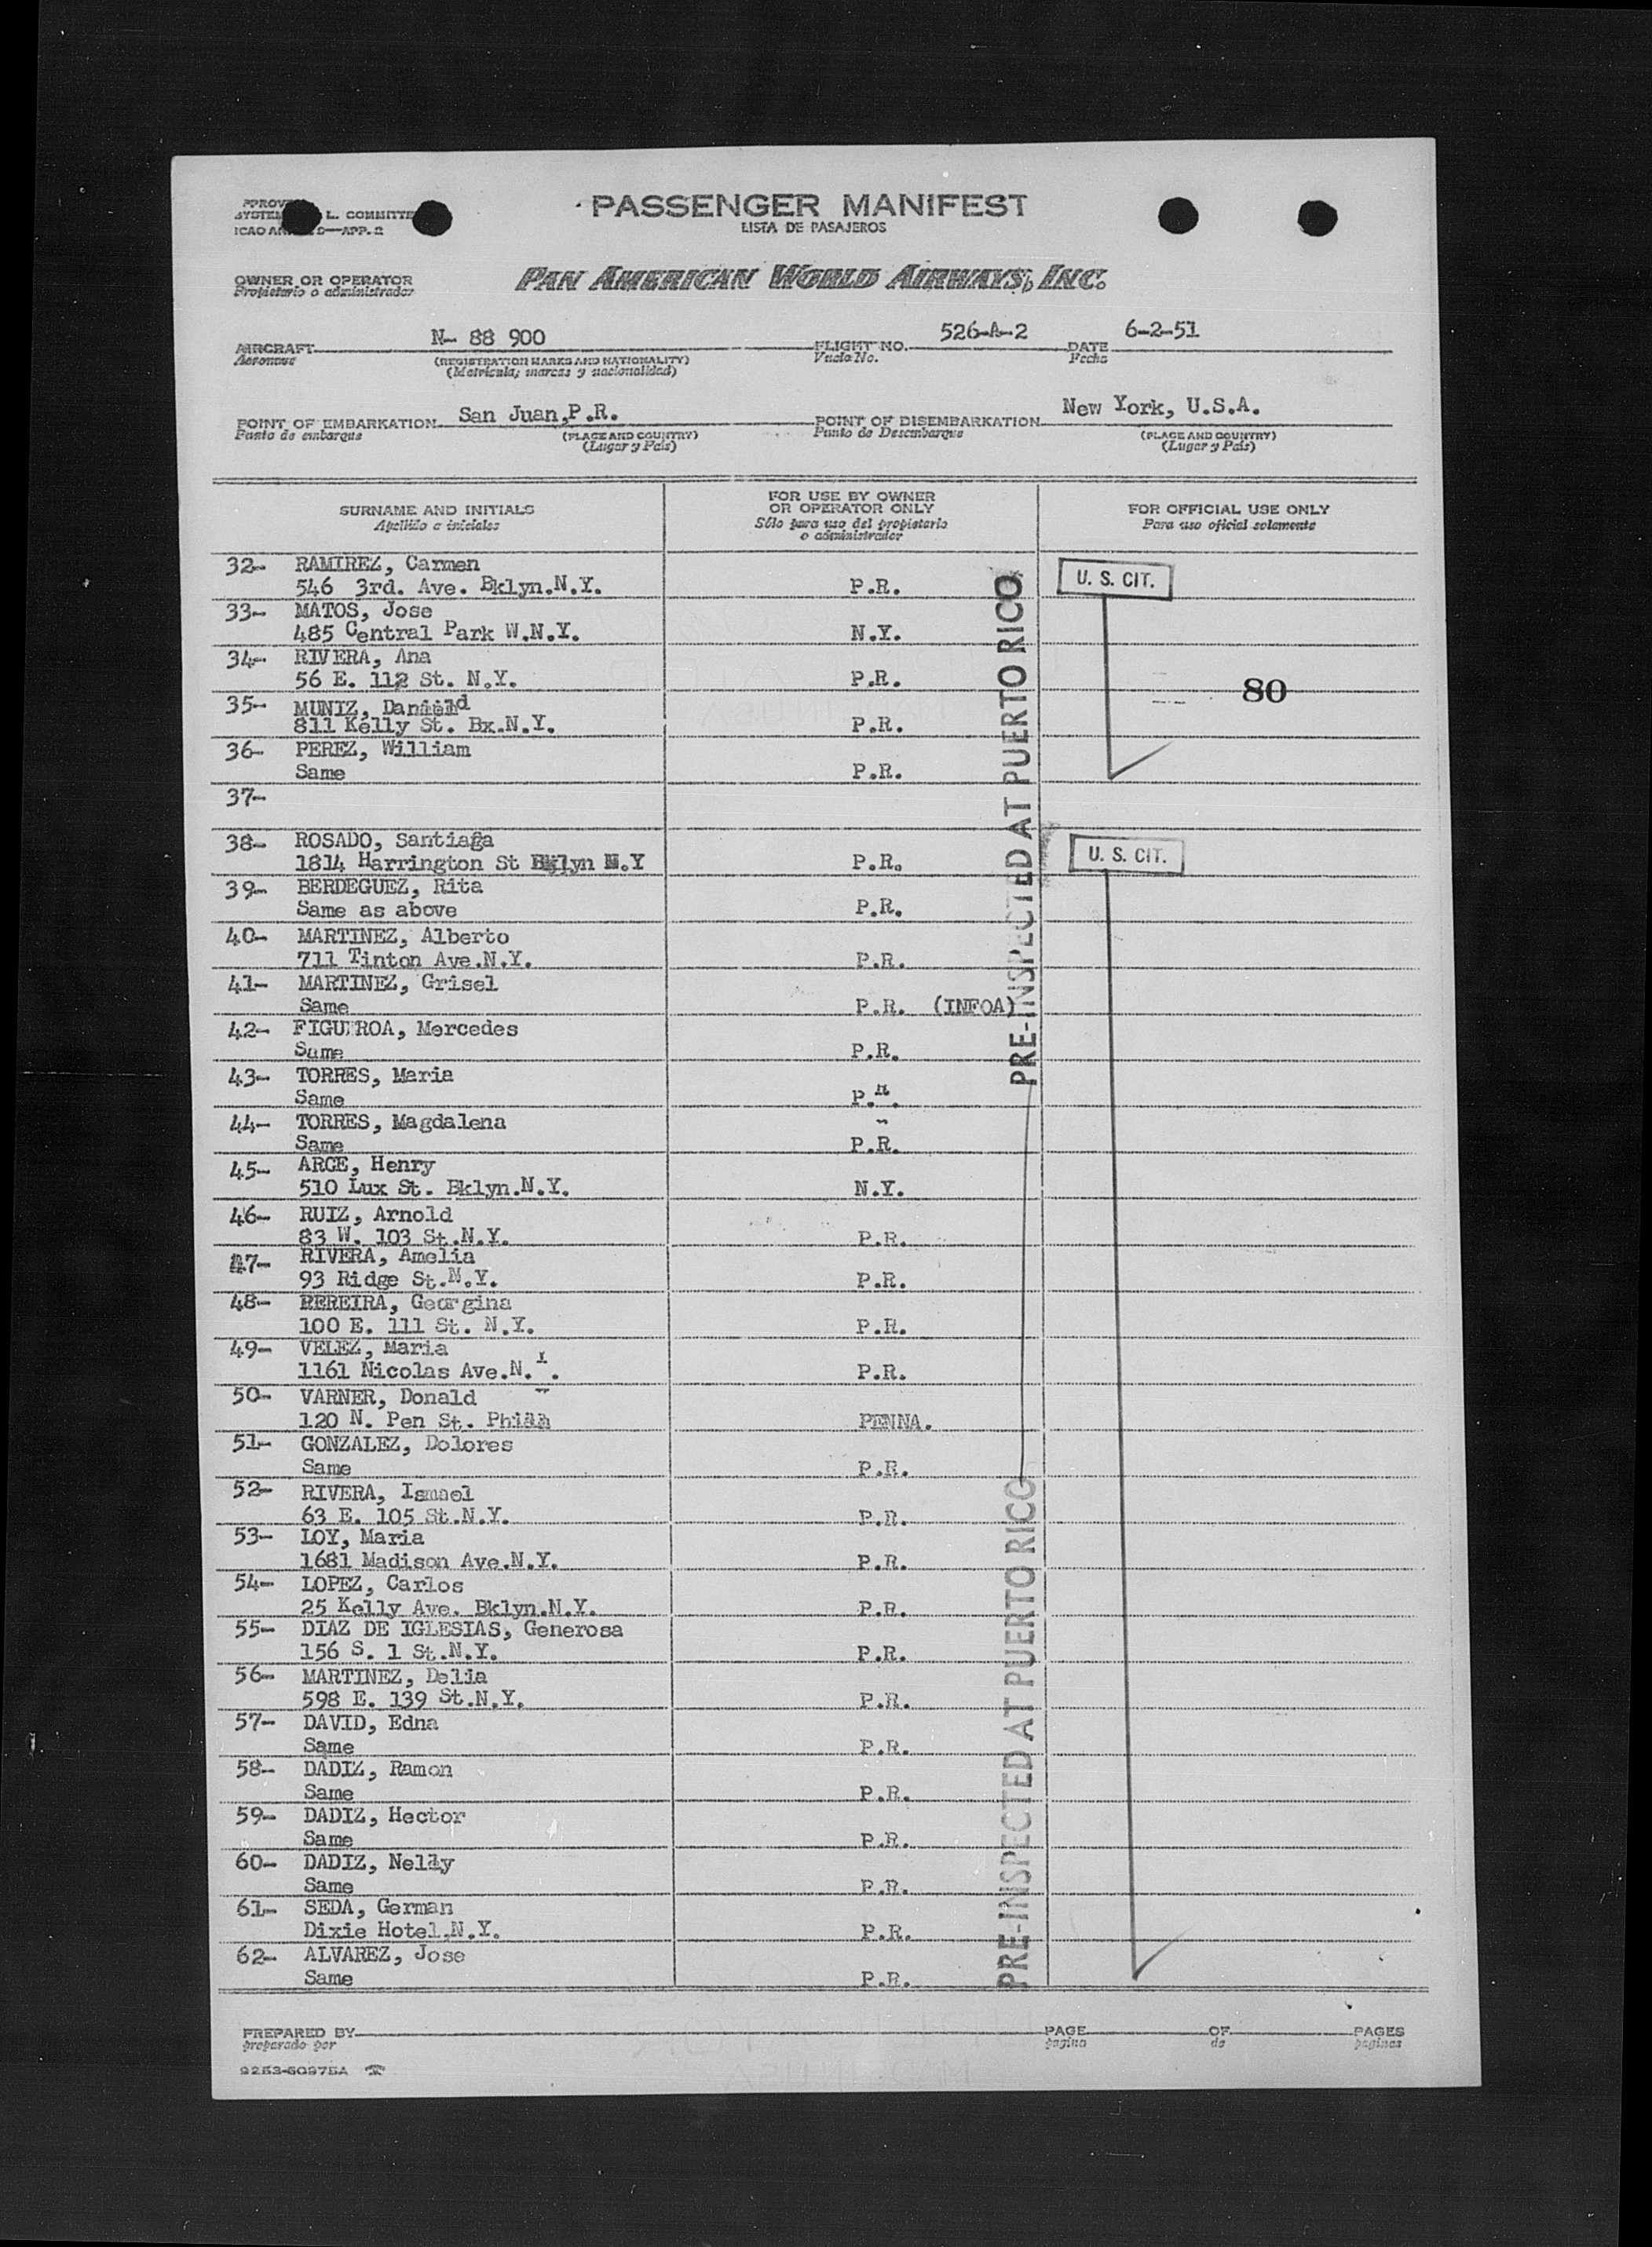 PASSENGER MANIFEST
LISTA DE PASAJEROS
L. COMMITTE
OWNER OR OPERATOR
Propietario o administrador
PAN AMERICAN WORLD AIRWAYS, INC.
AIRCRAFT N- 88 900 FLIGHT NO. 526-A-2 DATE 6-2-51
Aeronave (REGISTRATION MARKS AND NATIONALITY) Vuelo No. Fecha
(Matricula, marcas y nacionalidad)
POINT OF EMBARKATION San Juan,P.R. POINT OF DISEMBARKATION New York, U.S.A.
Punto de embarque (PLACE AND COUNTRY) Punto de Desembarque (PLACE AND COUNTRY)
(Lugar y País) (Lugar y País)
SURNAME AND INITIALS FOR USE BY OWNER OR OPERATOR ONLY FOR OFFICIAL USE ONLY
Apellido e iniciales Sólo para uso del propietario o administrador Para uso oficial solamente
32- RAMIREZ, Carmen
546 3rd. Ave. Bklyn.N.Y. P.R. U. S. CIT.
33- MATOS, Jose
485 Central Park W.N.Y. N.Y.
34- RIVERA, Ana
56 E. 112 St. N.Y. P.R. 80
35- MUNIZ,
811 Kelly St. Bx.N.Y. P.R.
36- PEREZ, William
Same P.R.
37-
38- ROSADO, Santiaga
1814 Harrington St Bklyn N.Y P.R. U. S. CIT.
39- BERDEGUEZ, Rita
Same as above P.R.
40- MARTINEZ, Alberto
711 Tinton Ave.N.Y. P.R.
41- MARTINEZ, Grisel
Same P.R. (INFOA)
42- FIGUEROA, Mercedes
Same P.R.
43- TORRES, Maria
Same P.R.
44- TORRES, Magdalena
Same P.R.
45- ARCE, Henry
510 Lux St. Bklyn.N.Y. N.Y.
46- RUIZ, Arnold
83 W. 103 St.N.Y. P.R.
47- RIVERA, Amelia
93 Ridge St.N.Y. P.R.
48- PEREIRA, Georgina
100 E. 111 St. N.Y. P.R.
49- VELEZ, Maria
1161 Nicolas Ave.N.Y. P.R.
50- VARNER, Donald
120 N. Pen St. Phila PENNA.
51- GONZALEZ, Dolores
Same P.R.
52- RIVERA, Ismael
63 E. 105 St.N.Y. P.R.
53- LOY, Maria
1681 Madison Ave.N.Y. P.R.
54- LOPEZ, Carlos
25 Kelly Ave. Bklyn.N.Y. P.R.
55- DIAZ DE IGLESIAS, Generosa
156 S. 1 St.N.Y. P.R.
56- MARTINEZ, Delia
598 E. 139 St.N.Y. P.R.
57- DAVID, Edna
Same P.R.
58- DADIZ, Ramon
Same P.R.
59- DADIZ, Hector
Same P.R.
60- DADIZ, Nelly
Same P.R.
61- SEDA, German
Dixie Hotel.N.Y. P.R.
62- ALVAREZ, Jose
Same P.R.
PRE-INSPECTED AT PUERTO RICO
PRE-INSPECTED AT PUERTO RICO
PREPARED BY PAGE OF PAGES
preparado por pagina de paginas